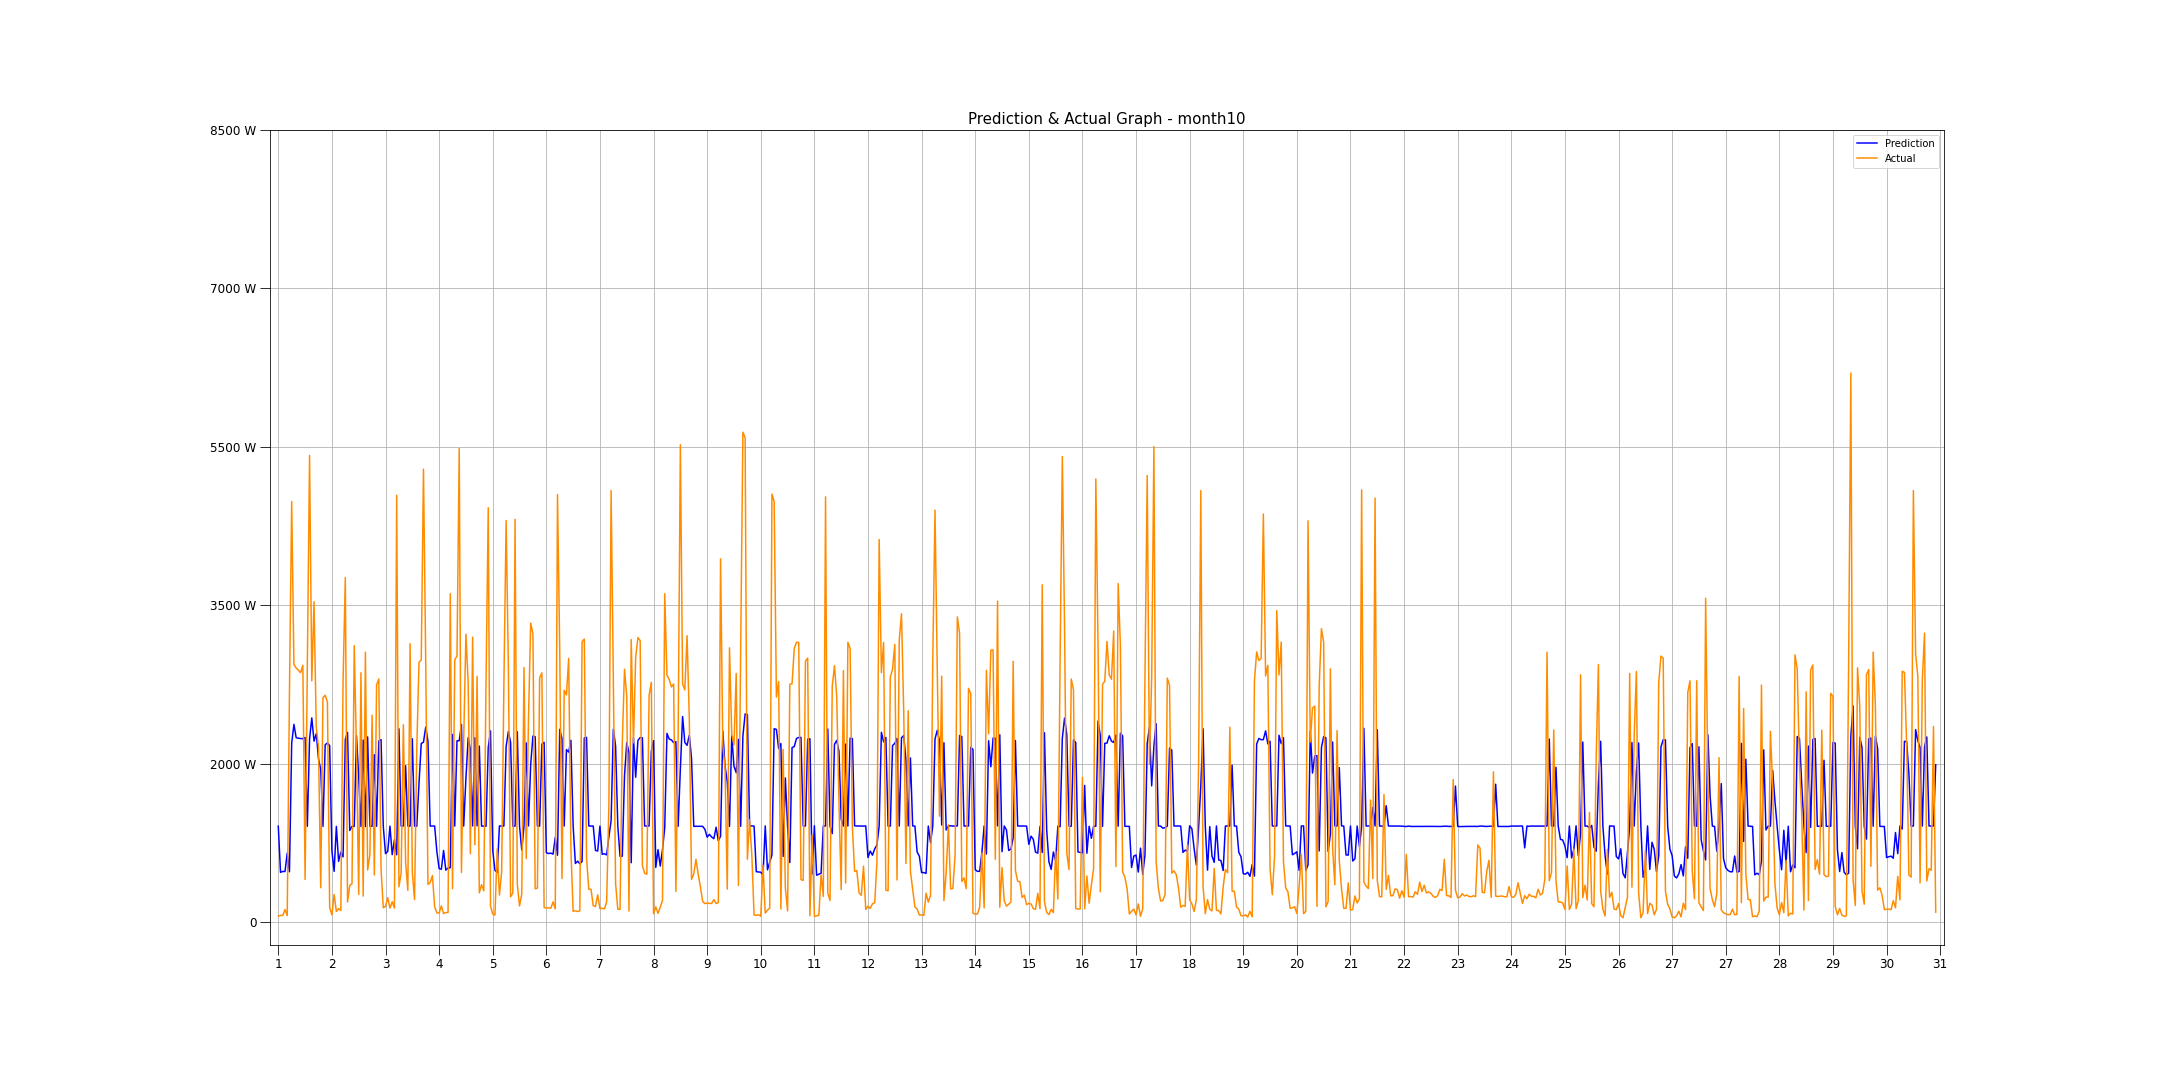 Prediction & Actual Graph - month10
8500 W
7000 W
5500 W
3500 W
2000 W
0
Prediction
Actual
1 2 3 4 5 6 7 8 9 10 11 12 13 14 15 16 17 18 19 20 21 22 23 24 25 26 27 27 28 29 30 31